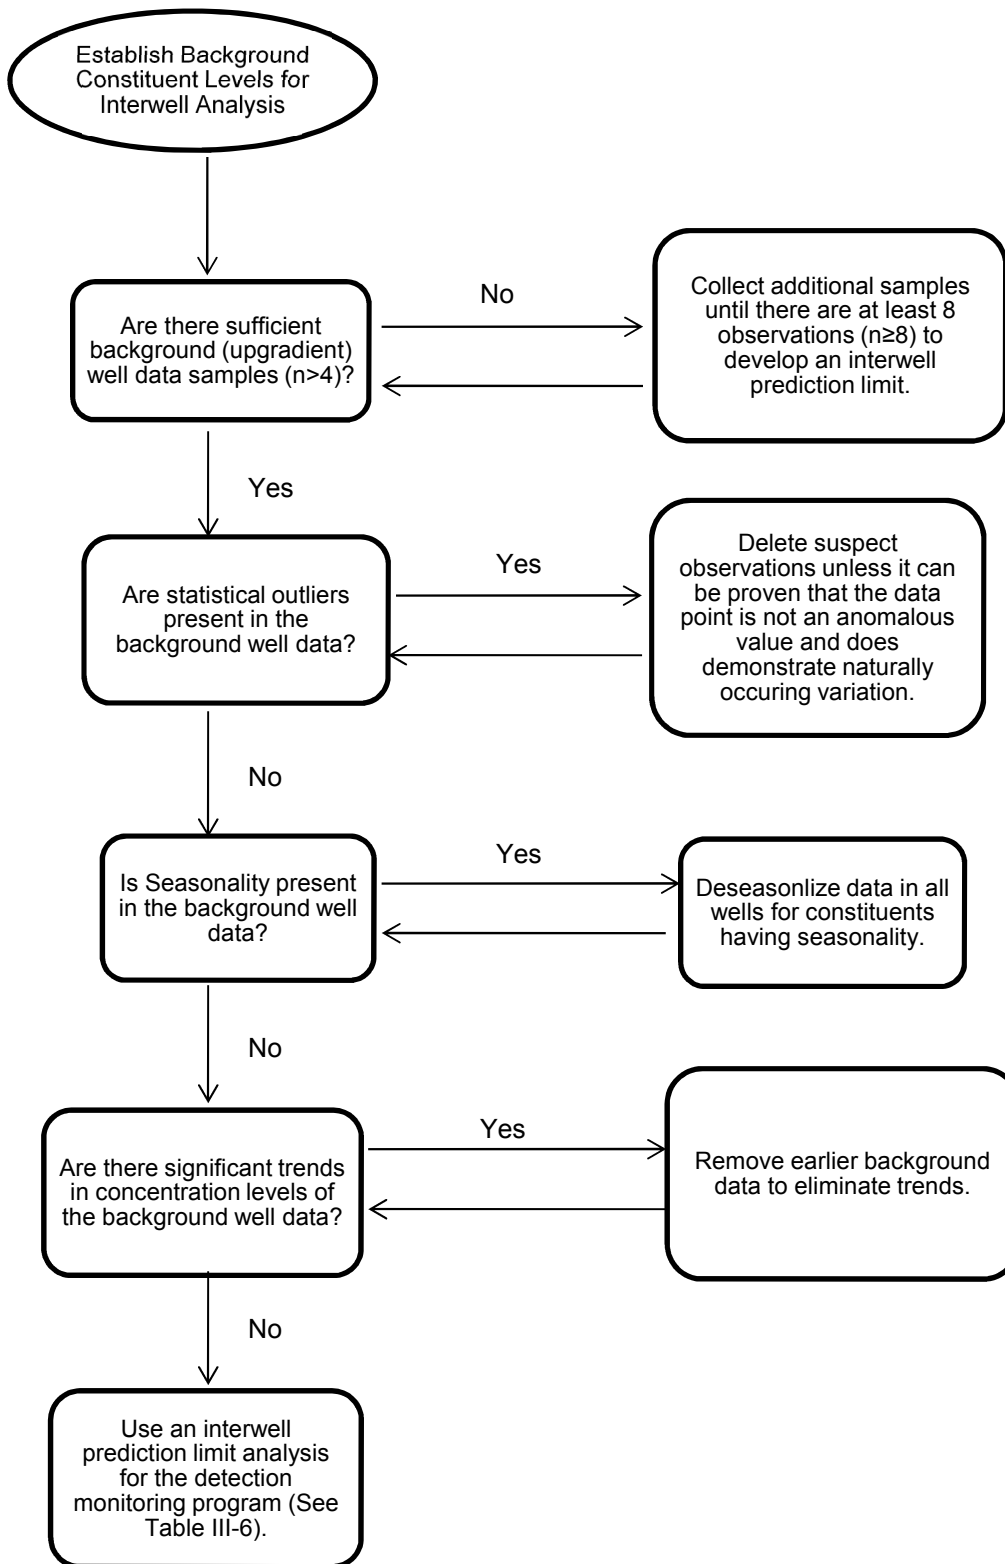 Establish Background
Constituent Levels for
Interwell Analysis
Are there sufficient
background (upgradient)
well data samples (n>4)?
No
Collect additional samples
until there are at least 8
observations (n≥8) to
develop an interwell
prediction limit.
Yes
Are statistical outliers
present in the
background well data?
Yes
Delete suspect
observations unless it can
be proven that the data
point is not an anomalous
value and does
demonstrate naturally
occuring variation.
No
Is Seasonality present
in the background well
data?
Yes
Deseasonlize data in all
wells for constituents
having seasonality.
No
Are there significant trends
in concentration levels of
the background well data?
Yes
Remove earlier background
data to eliminate trends.
No
Use an interwell
prediction limit analysis
for the detection
monitoring program (See
Table III-6).